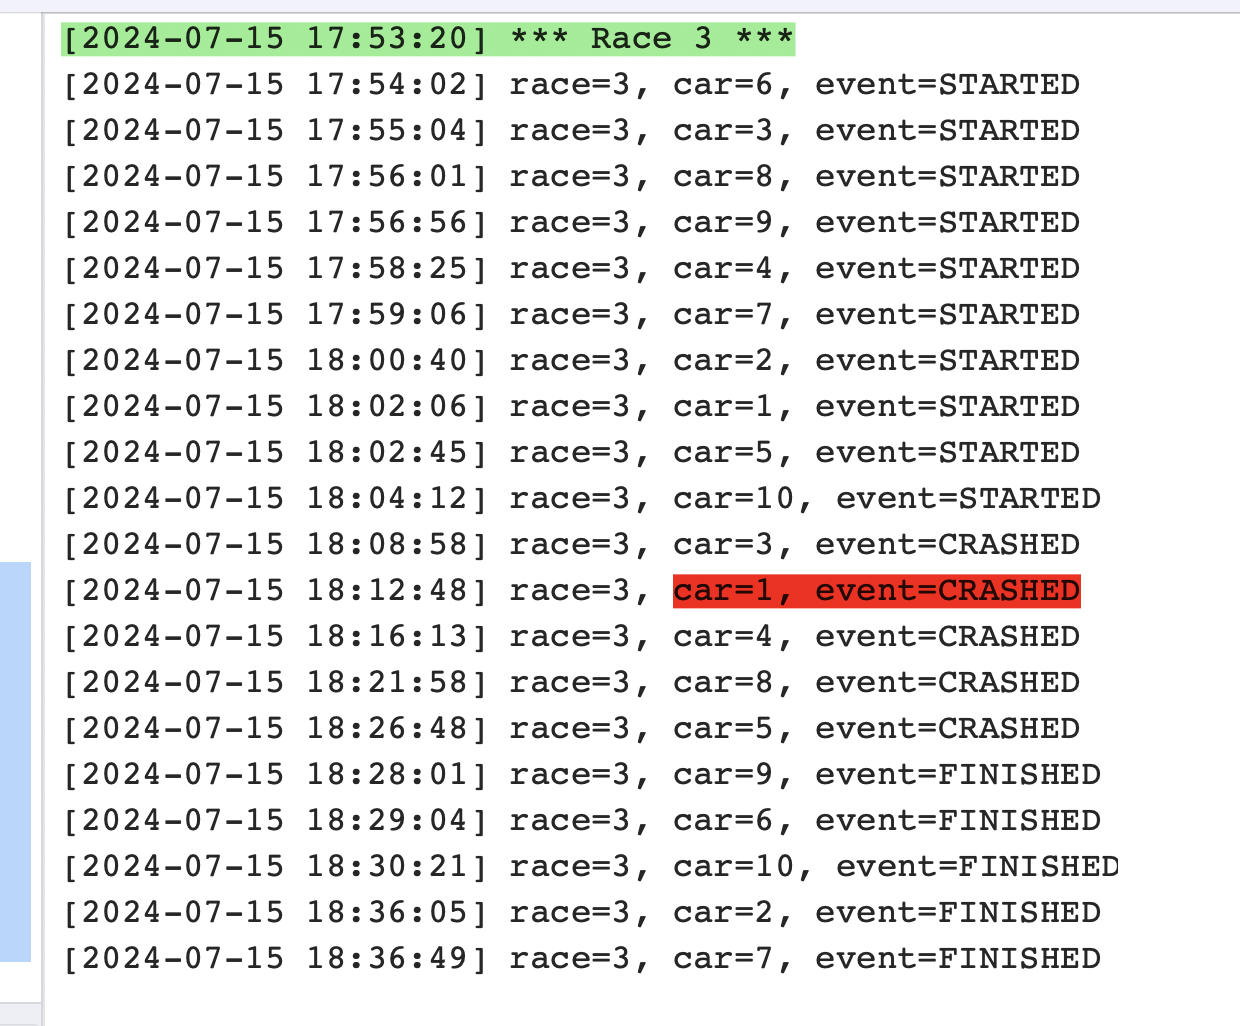 [2024-07-15 17:53:20] *** Race 3 ***
[2024-07-15 17:54:02] race=3, car=6, event=STARTED
[2024-07-15 17:55:04] race=3, car=3, event=STARTED
[2024-07-15 17:56:01] race=3, car=8, event=STARTED
[2024-07-15 17:56:56] race=3, car=9, event=STARTED
[2024-07-15 17:58:25] race=3, car=4, event=STARTED
[2024-07-15 17:59:06] race=3, car=7, event=STARTED
[2024-07-15 18:00:40] race=3, car=2, event=STARTED
[2024-07-15 18:02:06] race=3, car=1, event=STARTED
[2024-07-15 18:02:45] race=3, car=5, event=STARTED
[2024-07-15 18:04:12] race=3, car=10, event=STARTED
[2024-07-15 18:08:58] race=3, car=3, event=CRASHED
[2024-07-15 18:12:48] race=3, car=1, event=CRASHED
[2024-07-15 18:16:13] race=3, car=4, event=CRASHED
[2024-07-15 18:21:58] race=3, car=8, event=CRASHED
[2024-07-15 18:26:48] race=3, car=5, event=CRASHED
[2024-07-15 18:28:01] race=3, car=9, event=FINISHED
[2024-07-15 18:29:04] race=3, car=6, event=FINISHED
[2024-07-15 18:30:21] race=3, car=10, event=FINISHED
[2024-07-15 18:36:05] race=3, car=2, event=FINISHED
[2024-07-15 18:36:49] race=3, car=7, event=FINISHED